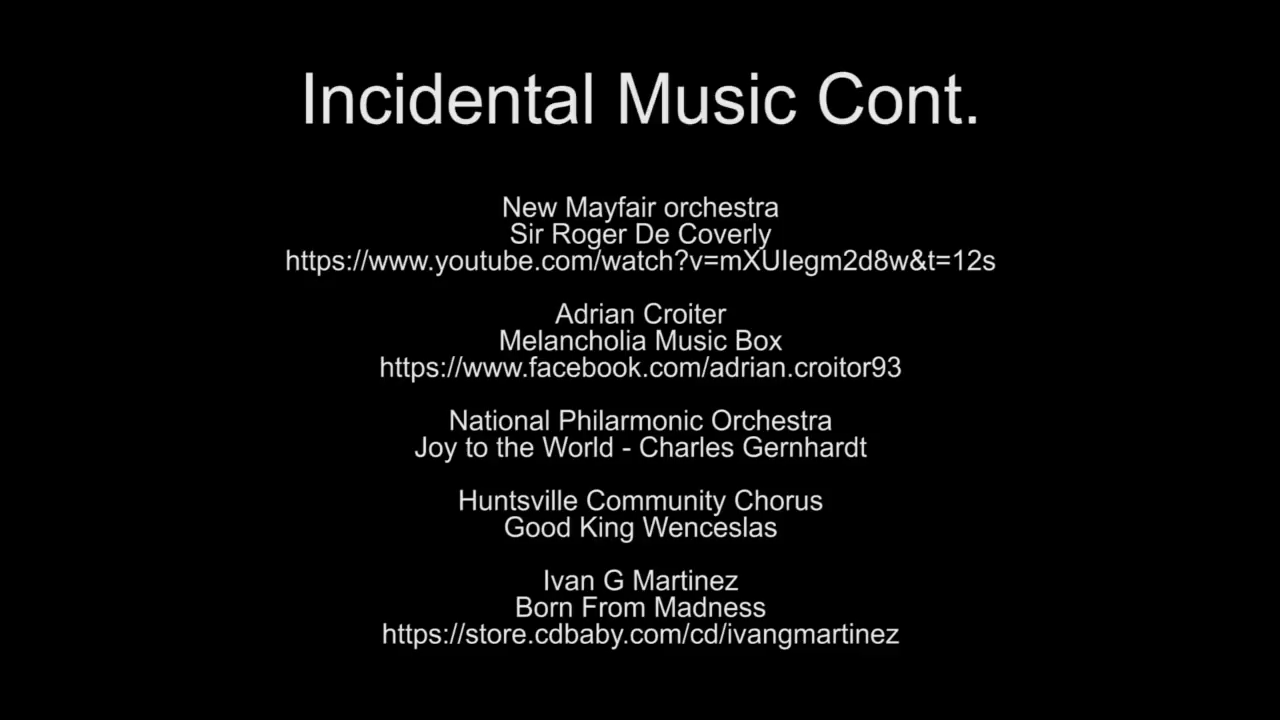 Incidental Music Cont.
New Mayfair orchestra
Sir Roger De Coverly
https://www.youtube.com/watch?v=mXUIegm2d8w&t=12s
Adrian Croiter
Melancholia Music Box
https://www.facebook.com/adrian.croitor93
National Philarmonic Orchestra
Joy to the World - Charles Gernhardt
Huntsville Community Chorus
Good King Wenceslas
Ivan G Martinez
Born From Madness
https://store.cdbaby.com/cd/ivangmartinez